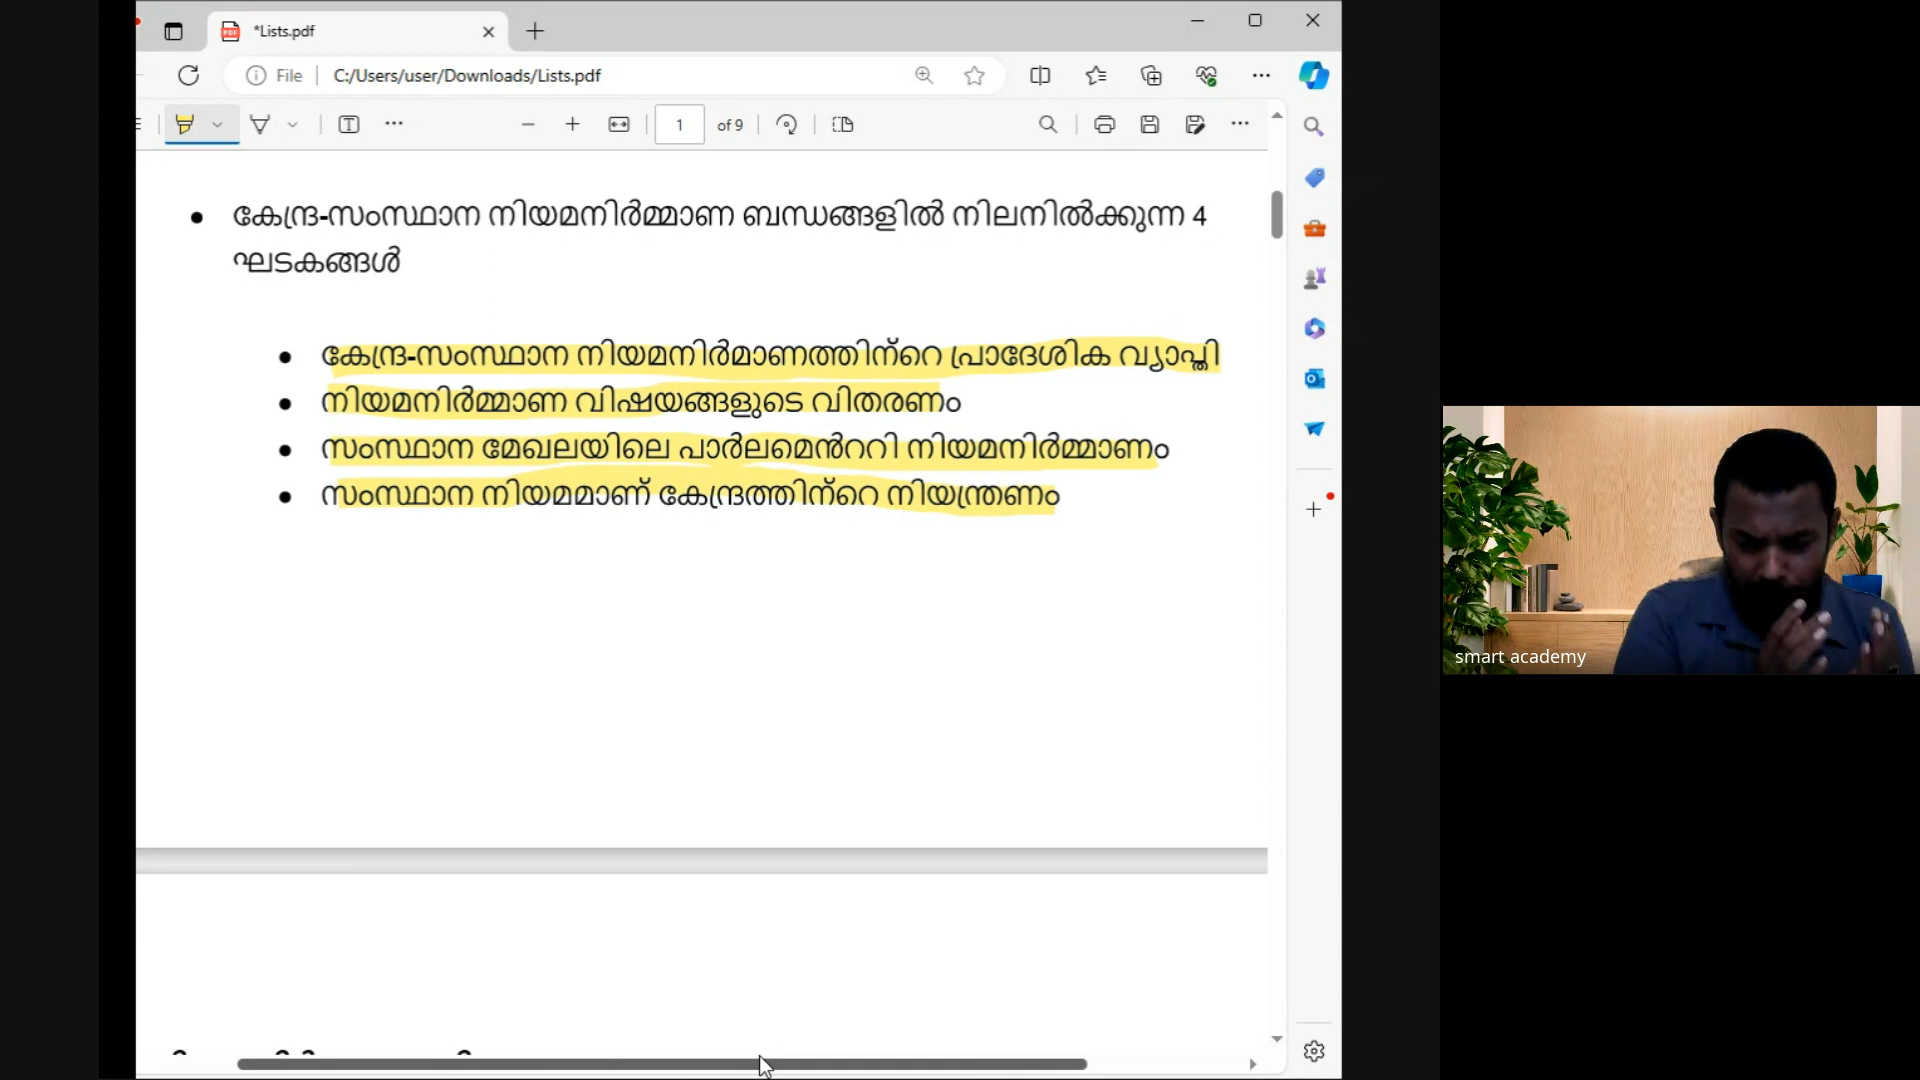 *Lists.pdf
File
C:/Users/user/Downloads/Lists.pdf
1 of 9
കേന്ദ്ര-സംസ്ഥാന നിയമനിർമ്മാണ ബന്ധങ്ങളിൽ നിലനിൽക്കുന്ന 4
ഘടകങ്ങൾ
കേന്ദ്ര-സംസ്ഥാന നിയമനിർമാണത്തിന്റെ പ്രാദേശിക വ്യാപ്തി
നിയമനിർമ്മാണ വിഷയങ്ങളുടെ വിതരണം
സംസ്ഥാന മേഖലയിലെ പാർലമെൻററി നിയമനിർമ്മാണം
സംസ്ഥാന നിയമമാണ് കേന്ദ്രത്തിന്റെ നിയന്ത്രണം
smart academy